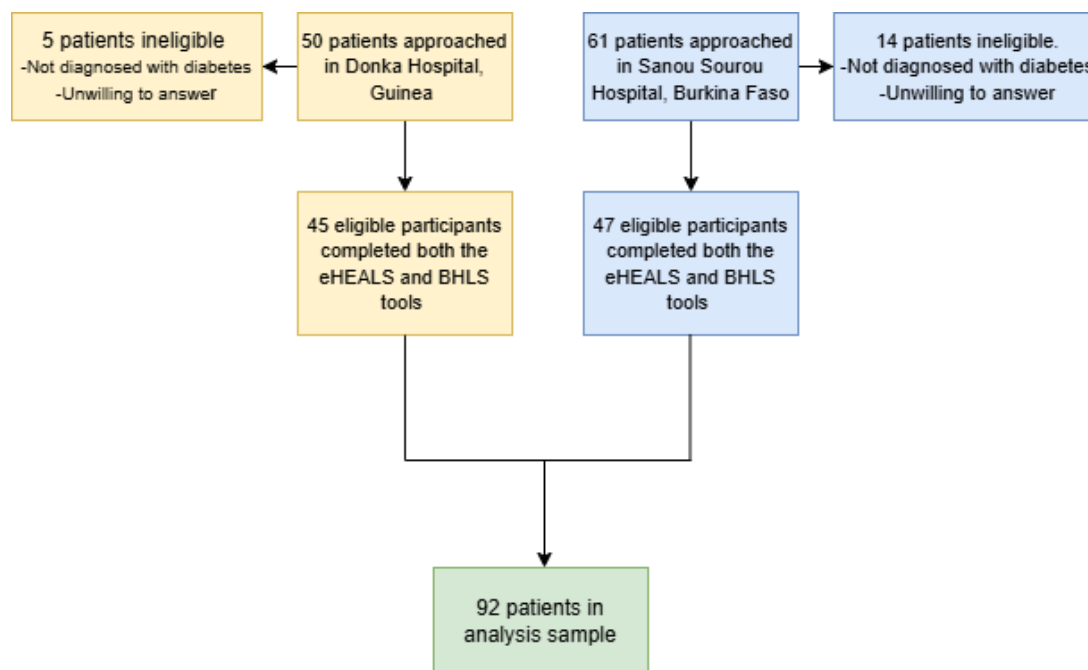 5 patients ineligible
-Not diagnosed with diabetes
-Unwilling to answer
50 patients approached
in Donka Hospital,
Guinea
61 patients approached
in Sanou Sourou
Hospital, Burkina Faso
14 patients ineligible.
-Not diagnosed with diabetes
-Unwilling to answer
45 eligible participants
completed both the
eHEALS and BHLS
tools
47 eligible participants
completed both the
eHEALS and BHLS
tools
92 patients in
analysis sample